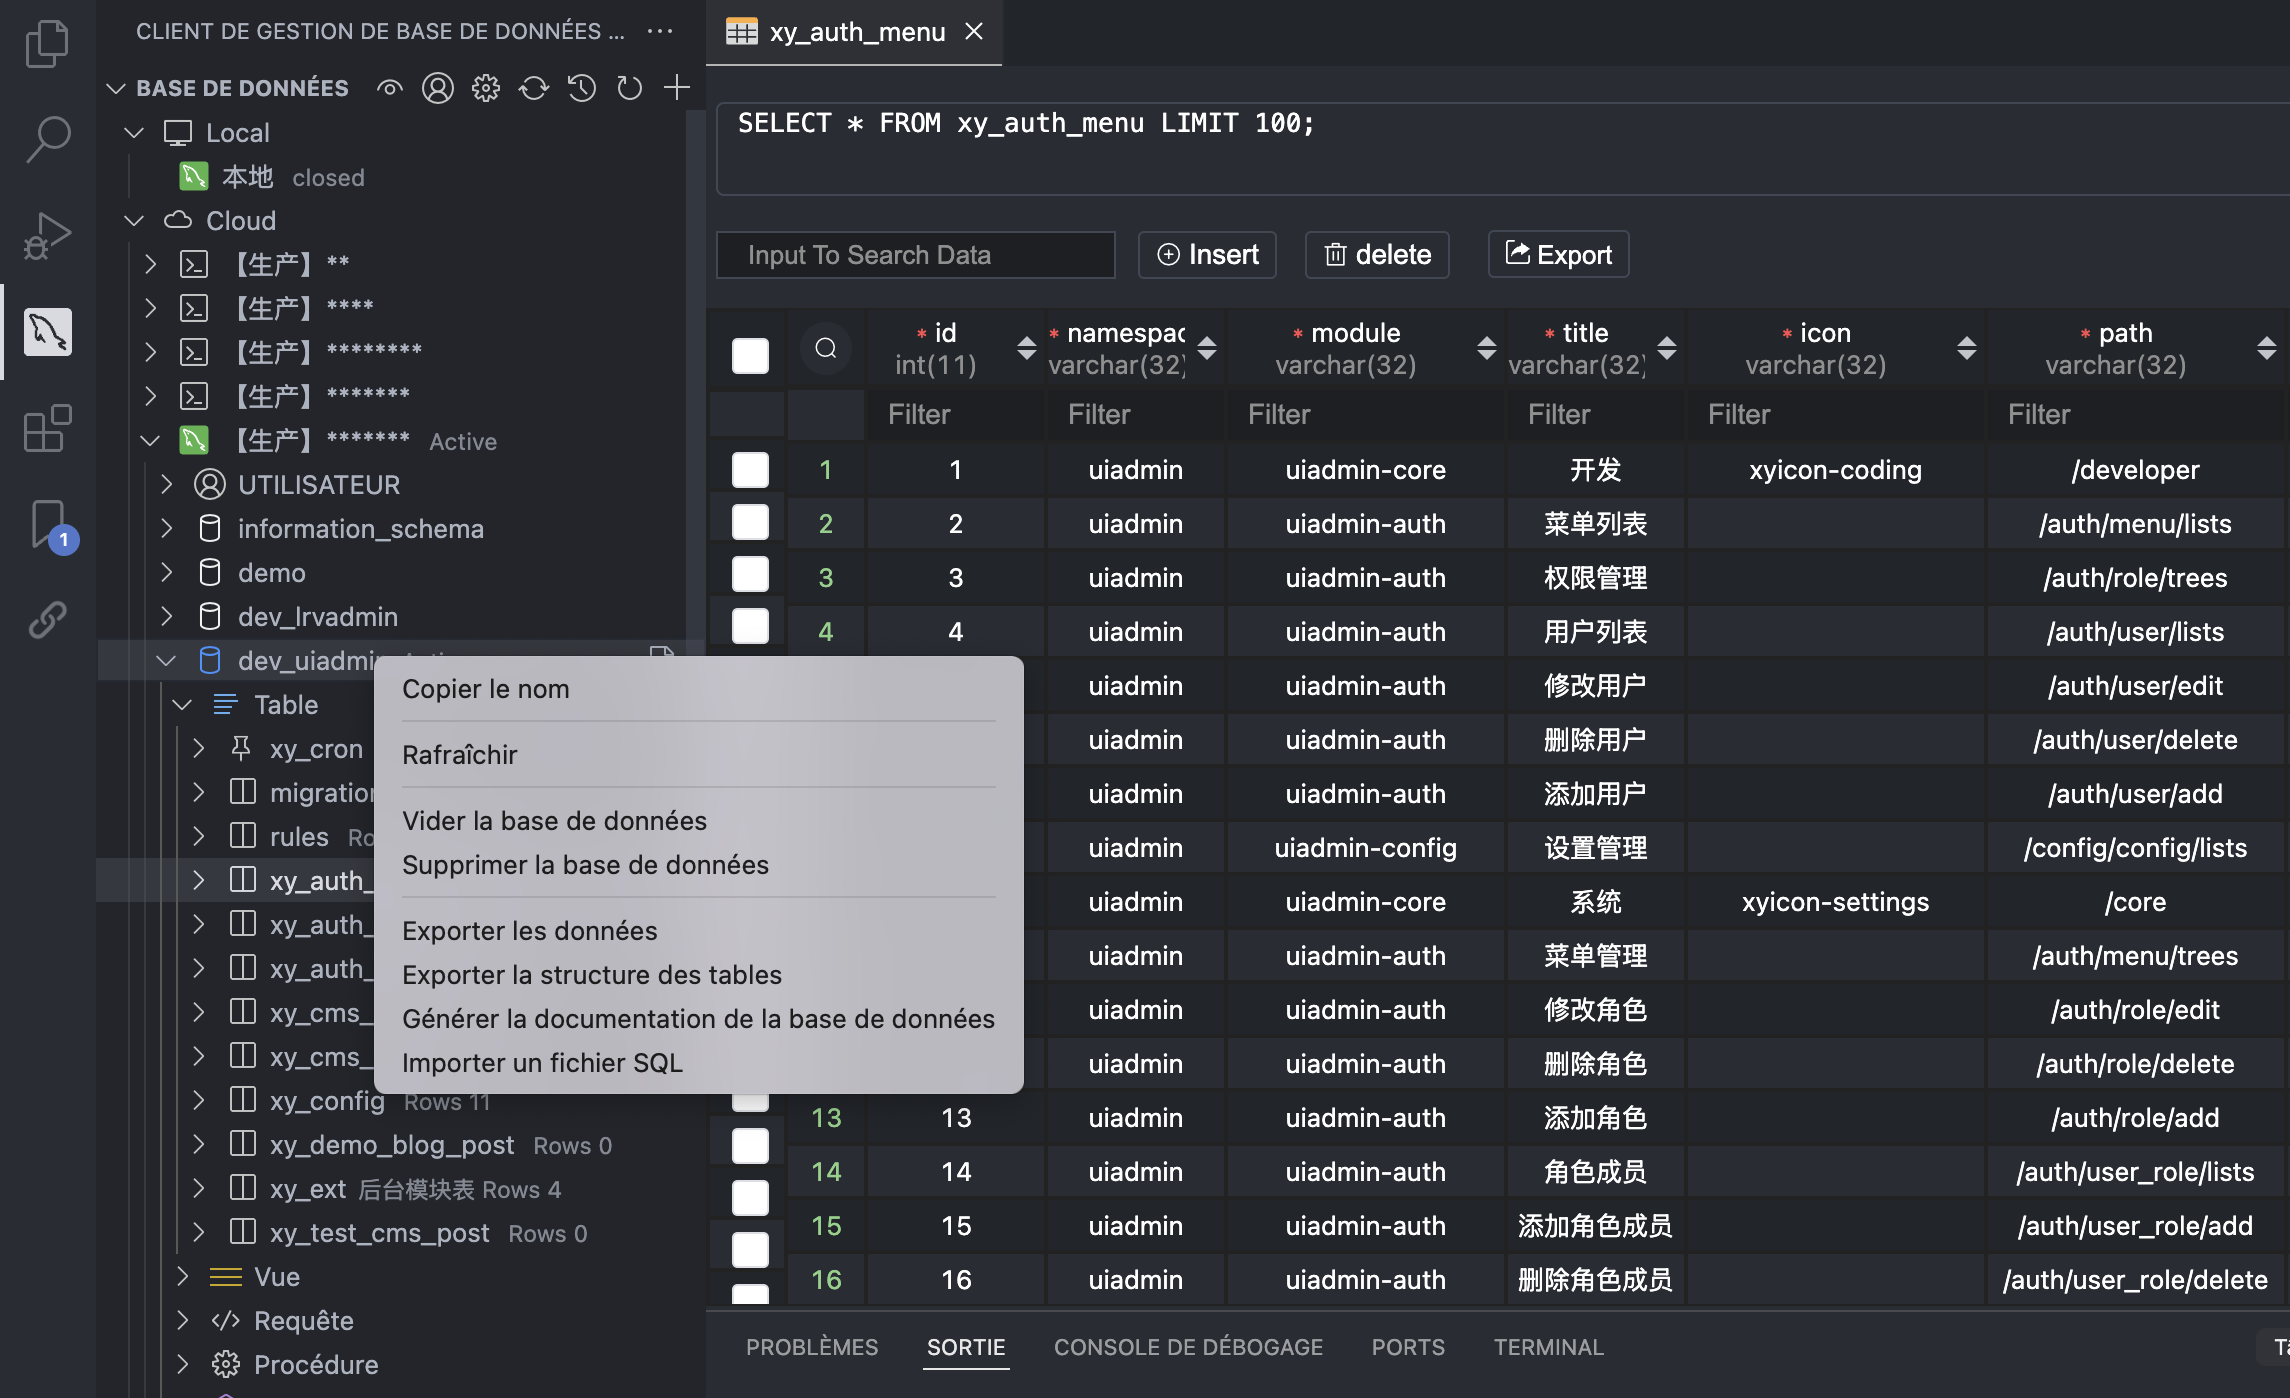 CLIENT DE GESTION DE BASE DE DONNÉES ...
xy_auth_menu
BASE DE DONNÉES
Local
本地 closed
Cloud
【生产】 **
【生产】 ****
【生产】 ********
【生产】 *******
【生产】 ******* Active
UTILISATEUR
information_schema
demo
dev_lrvadmin
Table
xy_cron
rules
xy_config Rows 11
xy_demo_blog_post Rows 0
xy_ext 后台模块表 Rows 4
xy_test_cms_post Rows 0
Vue
Requête
Procédure
1
Copier le nom
Rafraîchir
Vider la base de données
Supprimer la base de données
Exporter les données
Exporter la structure des tables
Générer la documentation de la base de données
Importer un fichier SQL
SELECT * FROM xy_auth_menu LIMIT 100;
Input To Search Data Insert delete Export
* id * namespac * module * title * icon * path
int(11) varchar(32) varchar(32) varchar(32) varchar(32) varchar(32)
Filter Filter Filter Filter Filter Filter
1 1 uiadmin uiadmin-core 开发 xyicon-coding /developer
2 2 uiadmin uiadmin-auth 菜单列表 /auth/menu/lists
3 3 uiadmin uiadmin-auth 权限管理 /auth/role/trees
4 4 uiadmin uiadmin-auth 用户列表 /auth/user/lists
uiadmin uiadmin-auth 修改用户 /auth/user/edit
uiadmin uiadmin-auth 删除用户 /auth/user/delete
uiadmin uiadmin-auth 添加用户 /auth/user/add
uiadmin uiadmin-config 设置管理 /config/config/lists
uiadmin uiadmin-core 系统 xyicon-settings /core
uiadmin uiadmin-auth 菜单管理 /auth/menu/trees
uiadmin uiadmin-auth 修改角色 /auth/role/edit
uiadmin uiadmin-auth 删除角色 /auth/role/delete
13 13 uiadmin uiadmin-auth 添加角色 /auth/role/add
14 14 uiadmin uiadmin-auth 角色成员 /auth/user_role/lists
15 15 uiadmin uiadmin-auth 添加角色成员 /auth/user_role/add
16 16 uiadmin uiadmin-auth 删除角色成员 /auth/user_role/delete
PROBLÈMES SORTIE CONSOLE DE DÉBOGAGE PORTS TERMINAL